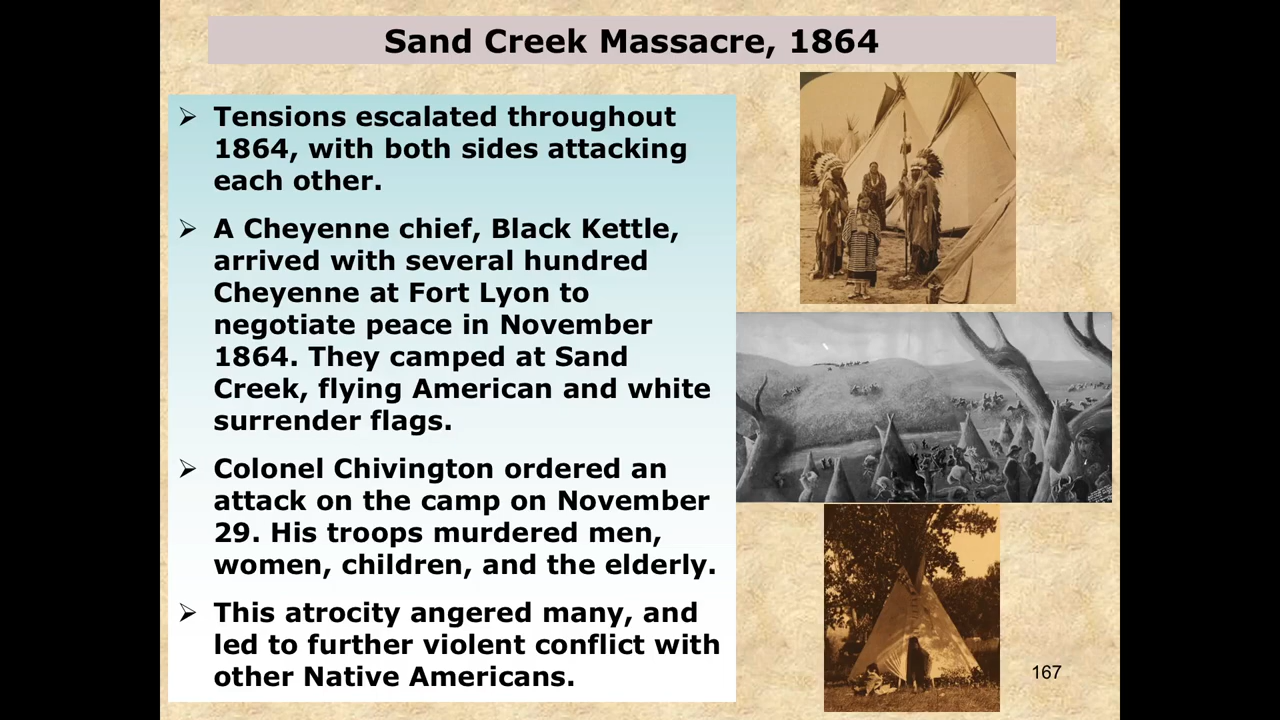 Sand Creek Massacre, 1864
Tensions escalated throughout
1864, with both sides attacking
each other.
A Cheyenne chief, Black Kettle,
arrived with several hundred
Cheyenne at Fort Lyon to
negotiate peace in November
1864. They camped at Sand
Creek, flying American and white
surrender flags.
Colonel Chivington ordered an
attack on the camp on November
29. His troops murdered men,
women, children, and the elderly.
This atrocity angered many, and
led to further violent conflict with
other Native Americans.
167